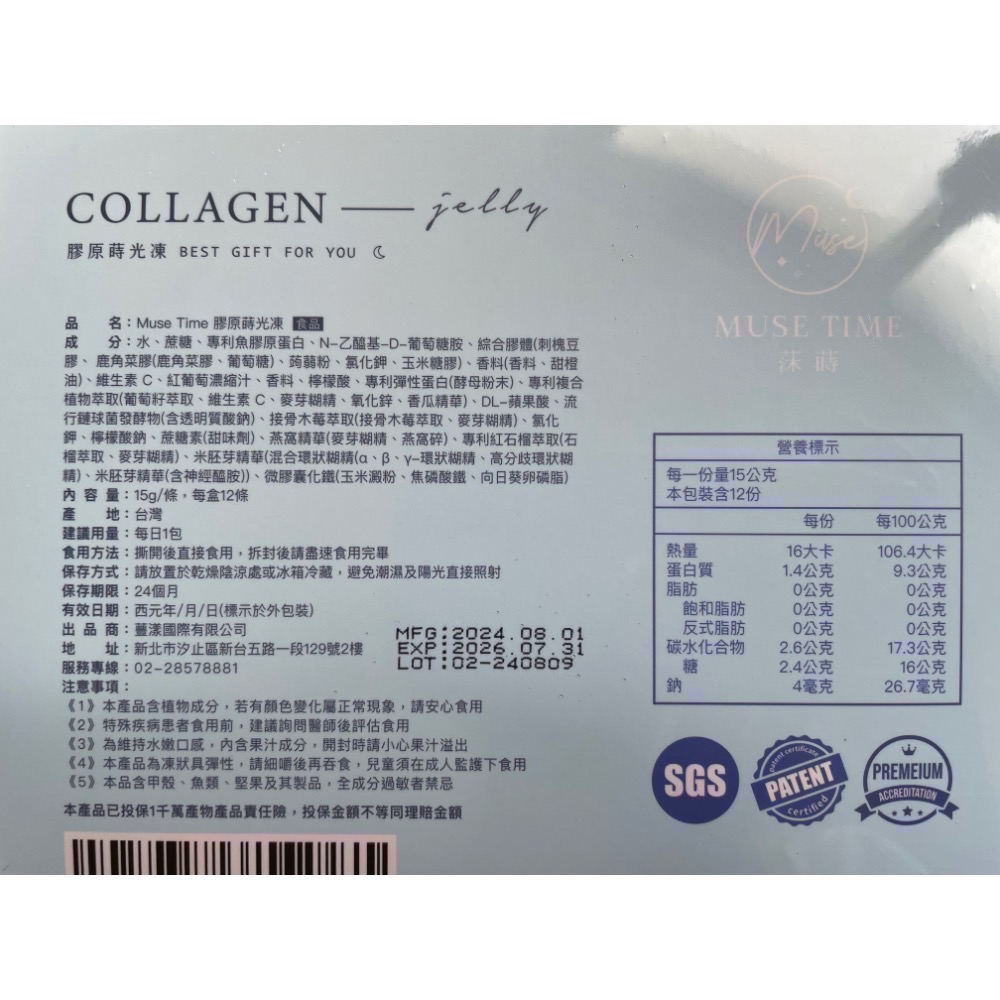 COLLAGEN — jelly
膠原蒔光凍 BEST GIFT FOR YOU
Muse
MUSE TIME
莯蒔
品 名：Muse Time 膠原蒔光凍 食品
成 分：水、蔗糖、專利魚膠原蛋白、N-乙醯基-D-葡萄糖胺、綜合膠體(刺槐豆
膠、鹿角菜膠(鹿角菜膠、葡萄糖)、蒟蒻粉、氯化鉀、玉米糖膠)、香料(香料、甜橙
油)、維生素 C、紅葡萄濃縮汁、香料、檸檬酸、專利彈性蛋白(酵母粉末)、專利複合
植物萃取(葡萄籽萃取、維生素 C、麥芽糊精、氧化鋅、香瓜精華)、DL-蘋果酸、流
行鏈球菌發酵物(含透明質酸鈉)、接骨木莓萃取(接骨木莓萃取、麥芽糊精)、氯化
鉀、檸檬酸鈉、蔗糖素(甜味劑)、燕窩精華(麥芽糊精、燕窩碎)、專利紅石榴萃取(石
榴萃取、麥芽糊精)、米胚芽精華(混合環狀糊精(α、β、γ-環狀糊精、高分歧環狀糊
精)、米胚芽精華(含神經醯胺))、微膠囊化鐵(玉米澱粉、焦磷酸鐵、向日葵卵磷脂)
內 容 量：15g/條，每盒12條
產 地：台灣
建議用量：每日1包
食用方法：撕開後直接食用，拆封後請盡速食用完畢
保存方式：請放置於乾燥陰涼處或冰箱冷藏，避免潮濕及陽光直接照射
保存期限：24個月
有效日期：西元年/月/日(標示於外包裝)
出 品 商：萱漾國際有限公司
地 址：新北市汐止區新台五路一段129號2樓
服務專線：02-28578881
MFG:2024.08.01
EXP:2026.07.31
LOT:02-240809
注意事項：
《1》本產品含植物成分，若有顏色變化屬正常現象，請安心食用
《2》特殊疾病患者食用前，建議詢問醫師後評估食用
《3》為維持水嫩口感，內含果汁成分，開封時請小心果汁溢出
《4》本產品為凍狀具彈性，請細嚼後再吞食，兒童須在成人監護下食用
《5》本品含甲殼、魚類、堅果及其製品，全成分過敏者禁忌
本產品已投保1千萬產物產品責任險，投保金額不等同理賠金額
營養標示
每一份量15公克
本包裝含12份
每份 每100公克
熱量 16大卡 106.4大卡
蛋白質 1.4公克 9.3公克
脂肪 0公克 0公克
飽和脂肪 0公克 0公克
反式脂肪 0公克 0公克
碳水化合物 2.6公克 17.3公克
糖 2.4公克 16公克
鈉 4毫克 26.7毫克
SGS
patent certificate
PATENT
certified
PREMEIUM
ACCREDITATION